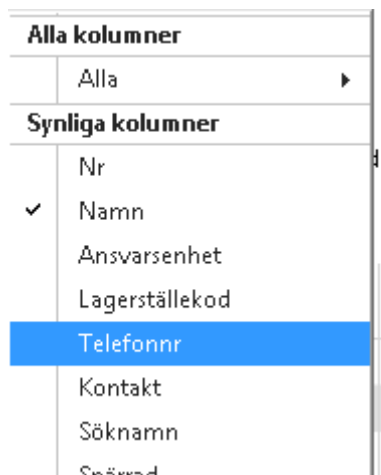 Alla kolumner
Alla
Synliga kolumner
Nr
Namn
Ansvarsenhet
Lagerställekod
Telefonnr
Kontakt
Söknamn